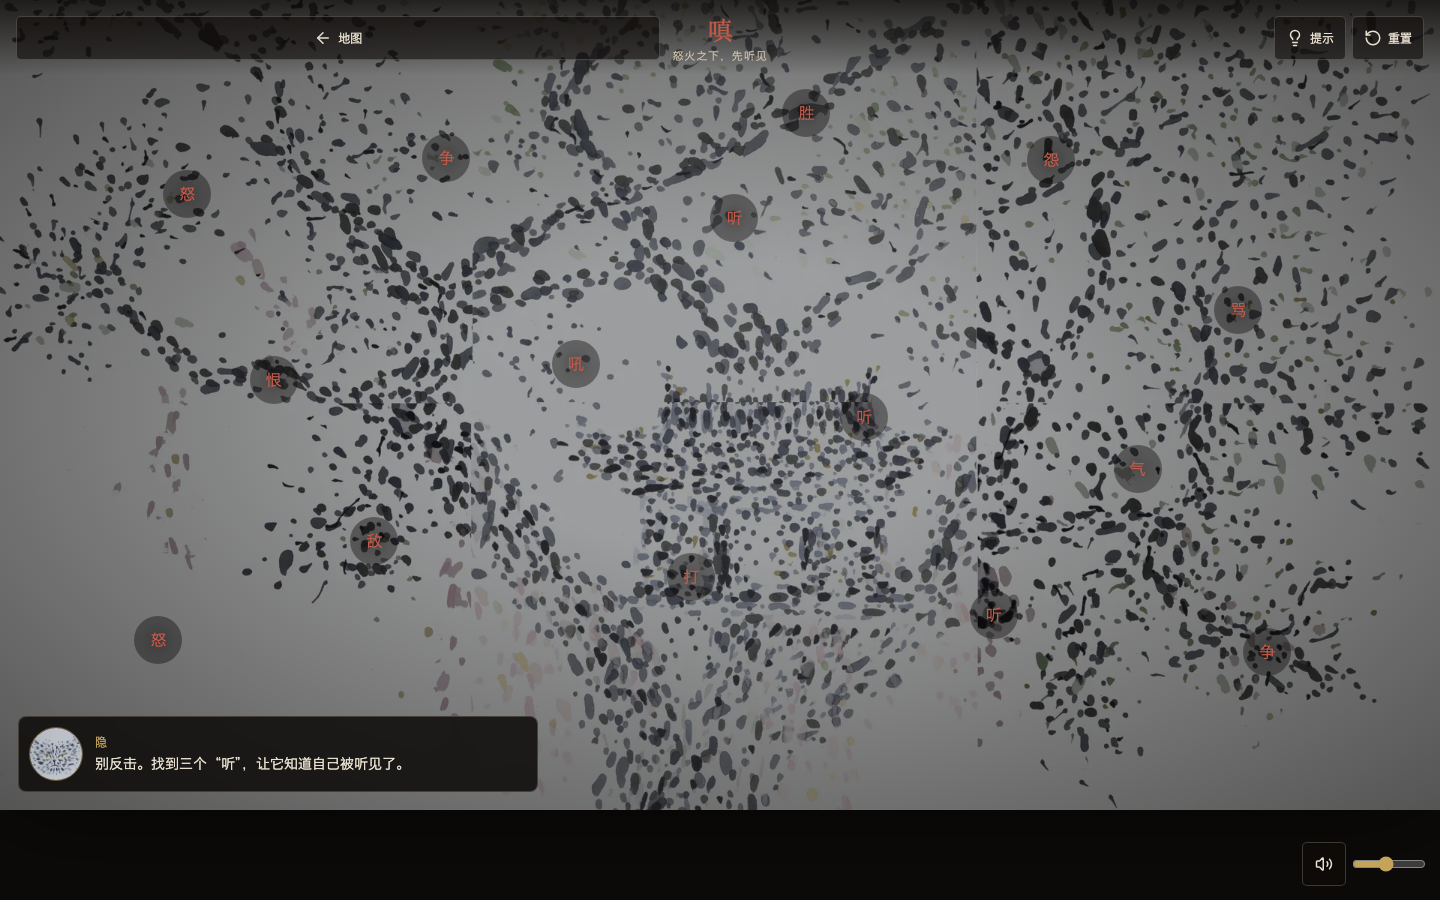 地图
嗔
怒火之下，先听见
提示
重置
胜
争
怨
怒
听
骂
吼
恨
听
气
敌
打
听
怒
争
隐
别反击。找到三个“听”，让它知道自己被听见了。